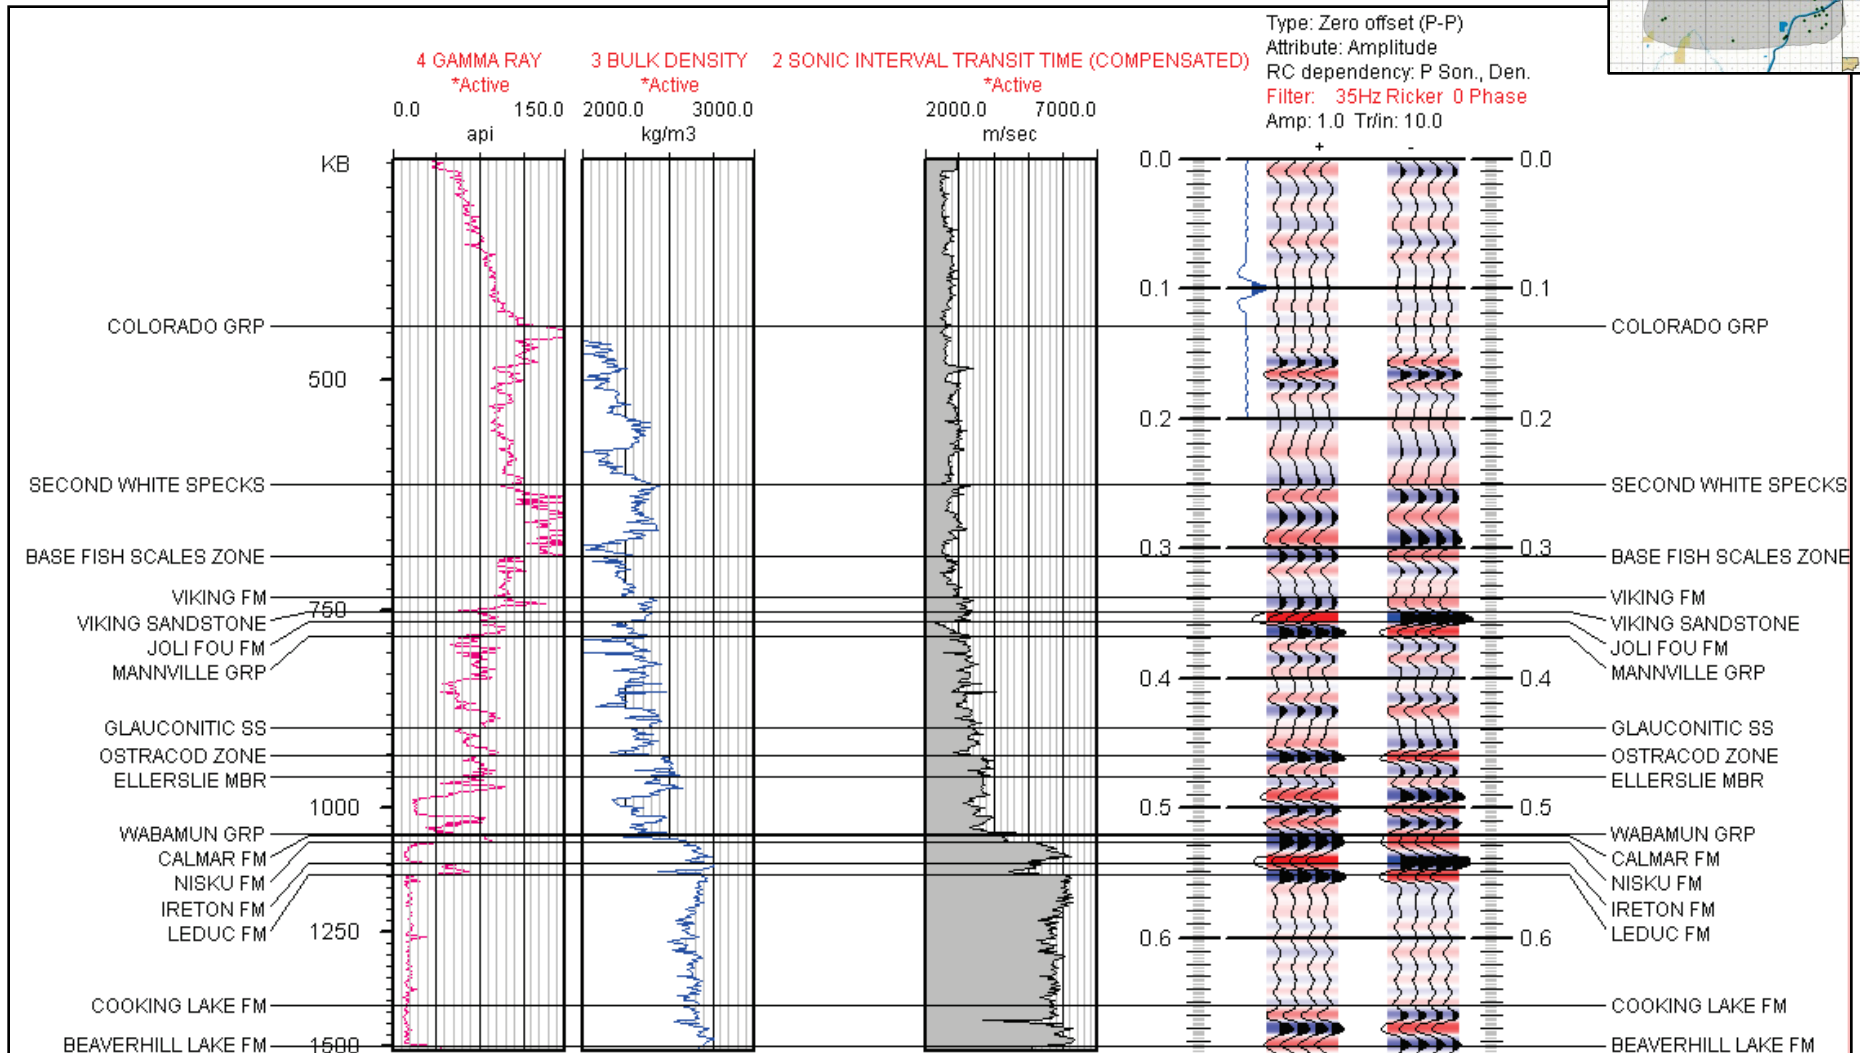 Type: Zero offset (P-P)
Attribute: Amplitude
RC dependency: P Son., Den.
Filter: 35Hz Ricker 0 Phase
Amp: 1.0 Tr/in: 10.0
4 GAMMA RAY
*Active
0.0 150.0
api
3 BULK DENSITY
*Active
2000.0 3000.0
kg/m3
2 SONIC INTERVAL TRANSIT TIME (COMPENSATED)
*Active
2000.0 7000.0
m/sec
+ -
KB
500
750
1000
1250
1500
COLORADO GRP
SECOND WHITE SPECKS
BASE FISH SCALES ZONE
VIKING FM
VIKING SANDSTONE
JOLI FOU FM
MANNVILLE GRP
GLAUCONITIC SS
OSTRACOD ZONE
ELLERSLIE MBR
WABAMUN GRP
CALMAR FM
NISKU FM
IRETON FM
LEDUC FM
COOKING LAKE FM
BEAVERHILL LAKE FM
0.0
0.1
0.2
0.3
0.4
0.5
0.6
0.0
0.1
0.2
0.3
0.4
0.5
0.6
COLORADO GRP
SECOND WHITE SPECKS
BASE FISH SCALES ZONE
VIKING FM
VIKING SANDSTONE
JOLI FOU FM
MANNVILLE GRP
GLAUCONITIC SS
OSTRACOD ZONE
ELLERSLIE MBR
WABAMUN GRP
CALMAR FM
NISKU FM
IRETON FM
LEDUC FM
COOKING LAKE FM
BEAVERHILL LAKE FM